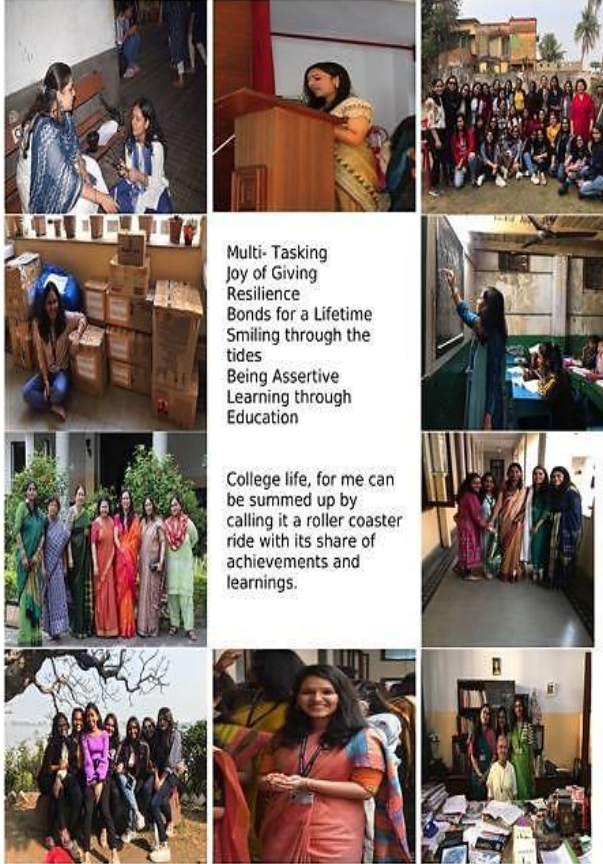 Multi- Tasking
Joy of Giving
Resilience
Bonds for a Lifetime
Smiling through the
tides
Being Assertive
Learning through
Education
College life, for me can
be summed up by
calling it a roller coaster
ride with its share of
achievements and
learnings.